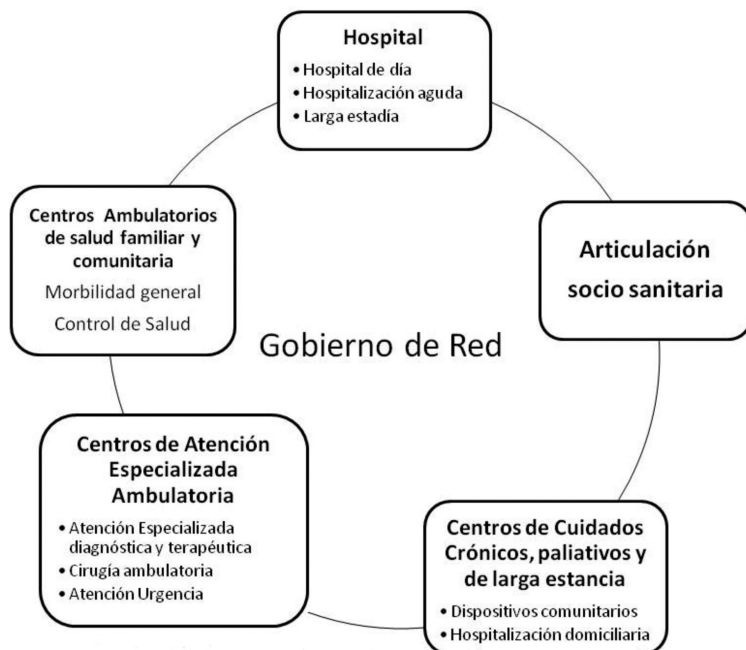 Hospital
• Hospital de día
• Hospitalización aguda
• Larga estadía
Articulación
socio sanitaria
Centros de Cuidados
Crónicos, paliativos y
de larga estancia
• Dispositivos comunitarios
• Hospitalización domiciliaria
Centros de Atención
Especializada
Ambulatoria
• Atención Especializada
diagnóstica y terapéutica
• Cirugía ambulatoria
• Atención Urgencia
Centros Ambulatorios
de salud familiar y
comunitaria
Morbilidad general
Control de Salud
Gobierno de Red